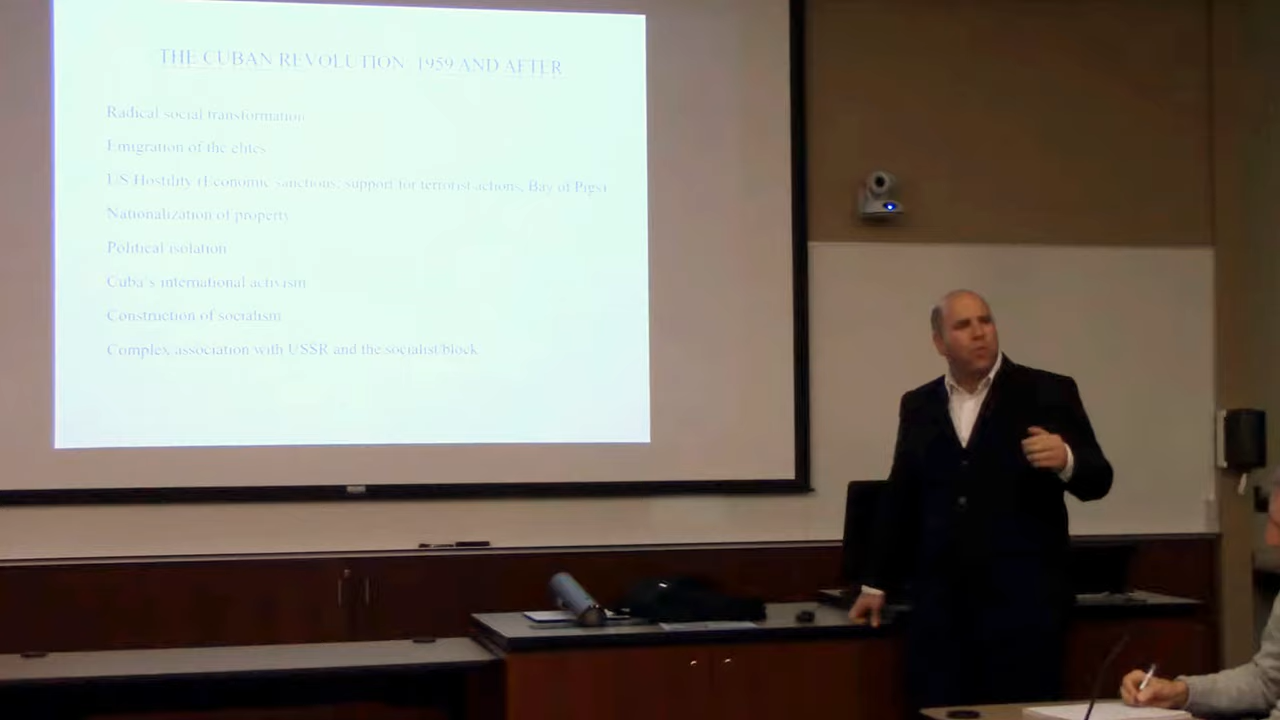 THE CUBAN REVOLUTION 1959 AND AFTER
Radical social transformation
Emigration of the elites
US Hostility (Economic sanctions, support for terrorist actions, Bay of Pigs)
Nationalization of property
Political isolation
Cuba's international activism
Construction of socialism
Complex association with USSR and the socialist block